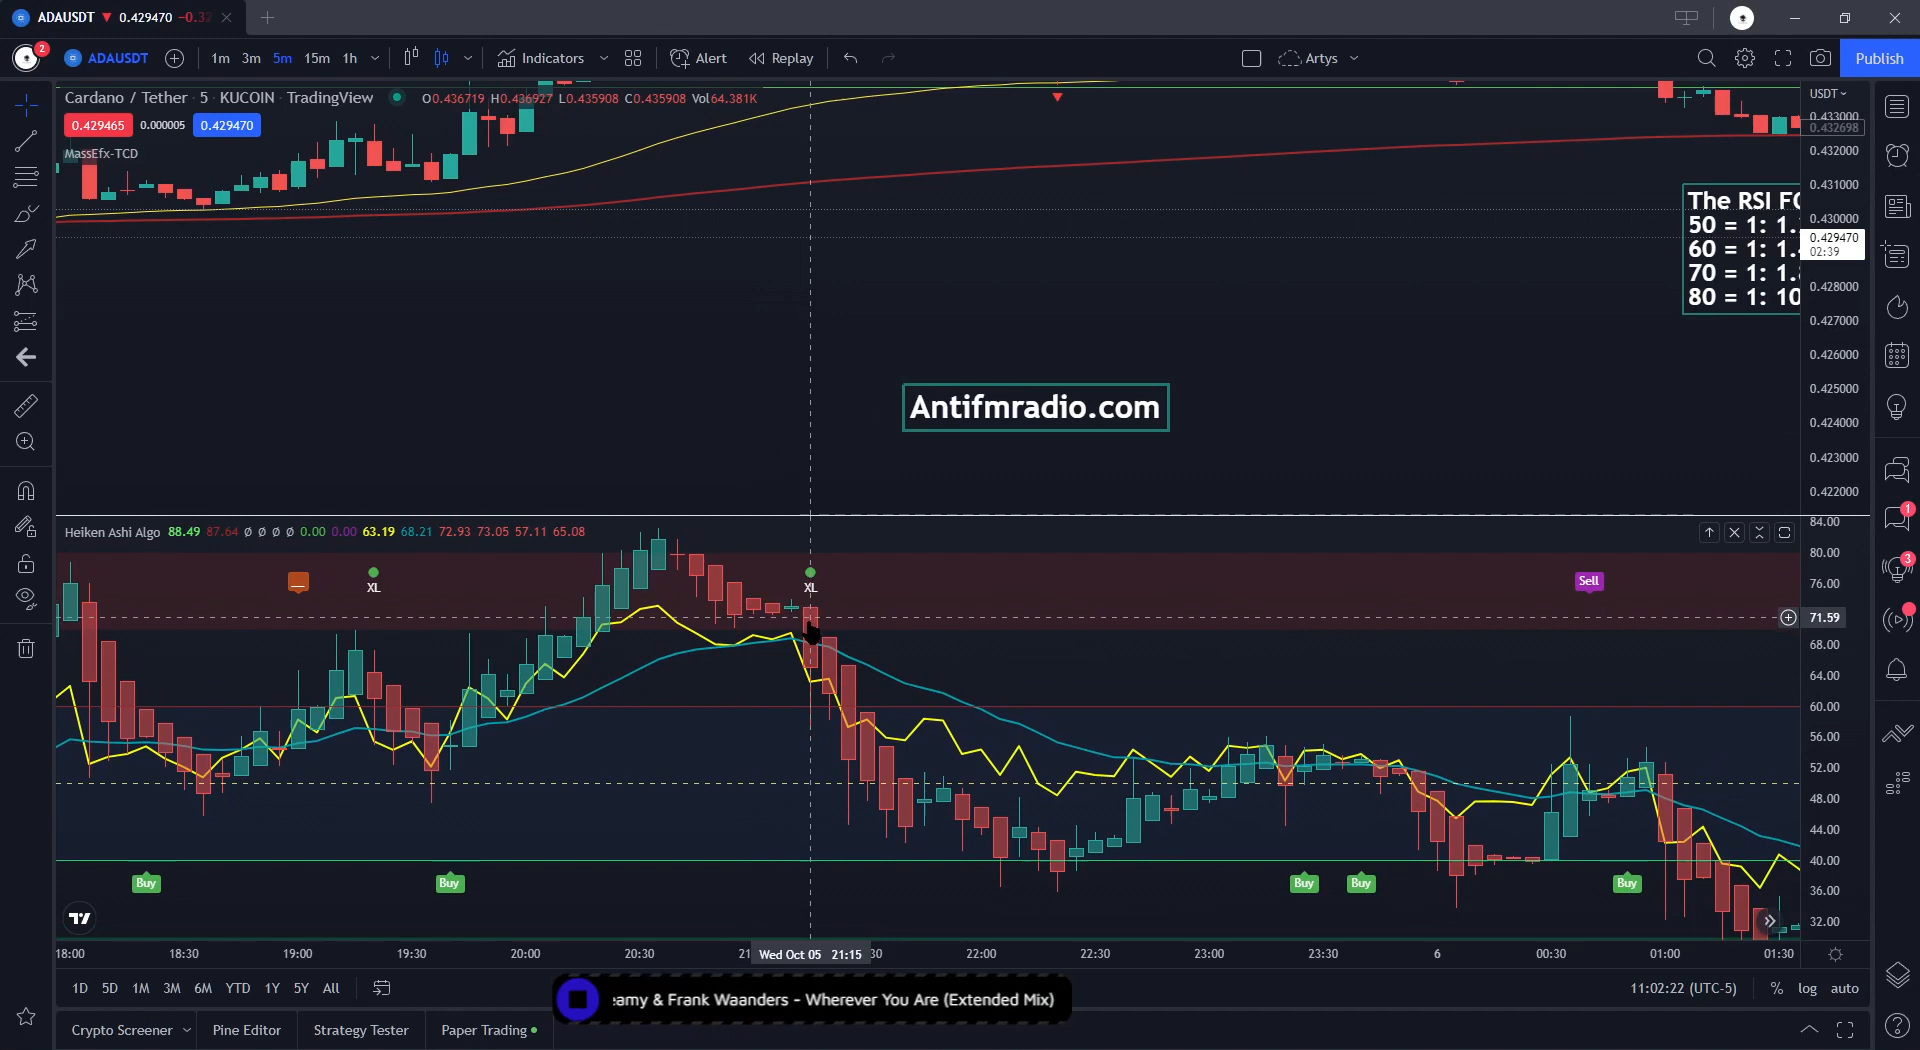 ADAUSDT ▼ 0.429470 −0.32
2
ADAUSDT 1m 3m 5m 15m 1h Indicators Alert Replay Artys Publish
Cardano / Tether · 5 · KUCOIN · TradingView O0.436719 H0.436927 L0.435908 C0.435908 Vol64.381K
0.429465 0.000005 0.429470
MassEfx-TCD
USDT
0.433000
0.432698
0.432000
0.431000
0.430000
0.429470
02:39
0.428000
0.427000
0.426000
0.425000
0.424000
0.423000
0.422000
The RSI FO
50 = 1: 1.
60 = 1: 1.
70 = 1: 1.
80 = 1: 10
Antifmradio.com
Heiken Ashi Algo 88.49 87.64 Ø Ø Ø Ø 0.00 0.00 63.19 68.21 72.93 73.05 57.11 65.08
84.00
80.00
76.00
71.59
68.00
64.00
60.00
56.00
52.00
48.00
44.00
40.00
36.00
32.00
XL
XL
Sell
Buy
Buy
Buy
Buy
Buy
1
3
18:00 18:30 19:00 19:30 20:00 20:30 21 Wed Oct 05 21:15 30 22:00 22:30 23:00 23:30 6 00:30 01:00 01:30
1D 5D 1M 3M 6M YTD 1Y 5Y All
11:02:22 (UTC-5) % log auto
eamy & Frank Waanders - Wherever You Are (Extended Mix)
Crypto Screener Pine Editor Strategy Tester Paper Trading